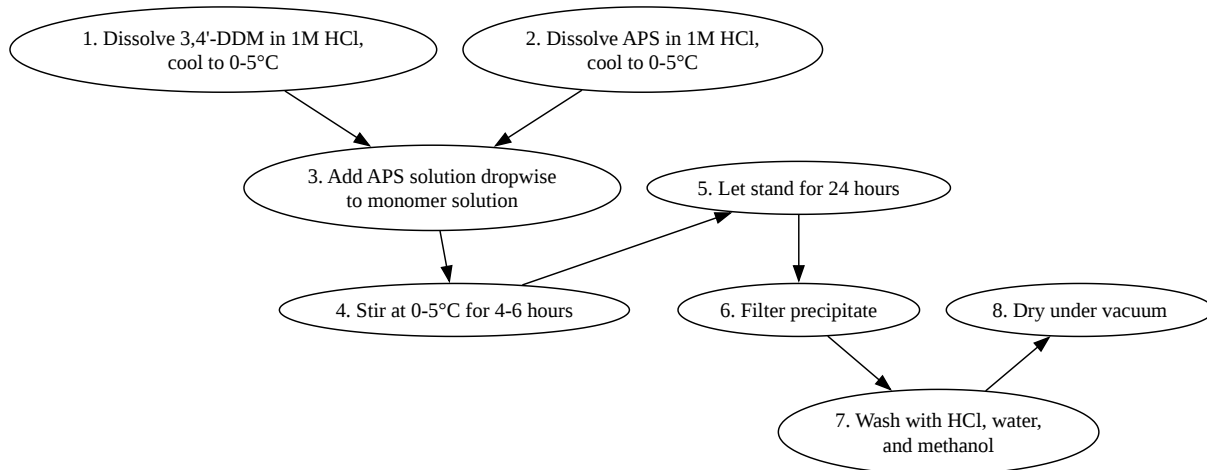 1. Dissolve 3,4'-DDM in 1M HCl,
cool to 0-5°C
2. Dissolve APS in 1M HCl,
cool to 0-5°C
3. Add APS solution dropwise
to monomer solution
4. Stir at 0-5°C for 4-6 hours
5. Let stand for 24 hours
6. Filter precipitate
7. Wash with HCl, water,
and methanol
8. Dry under vacuum